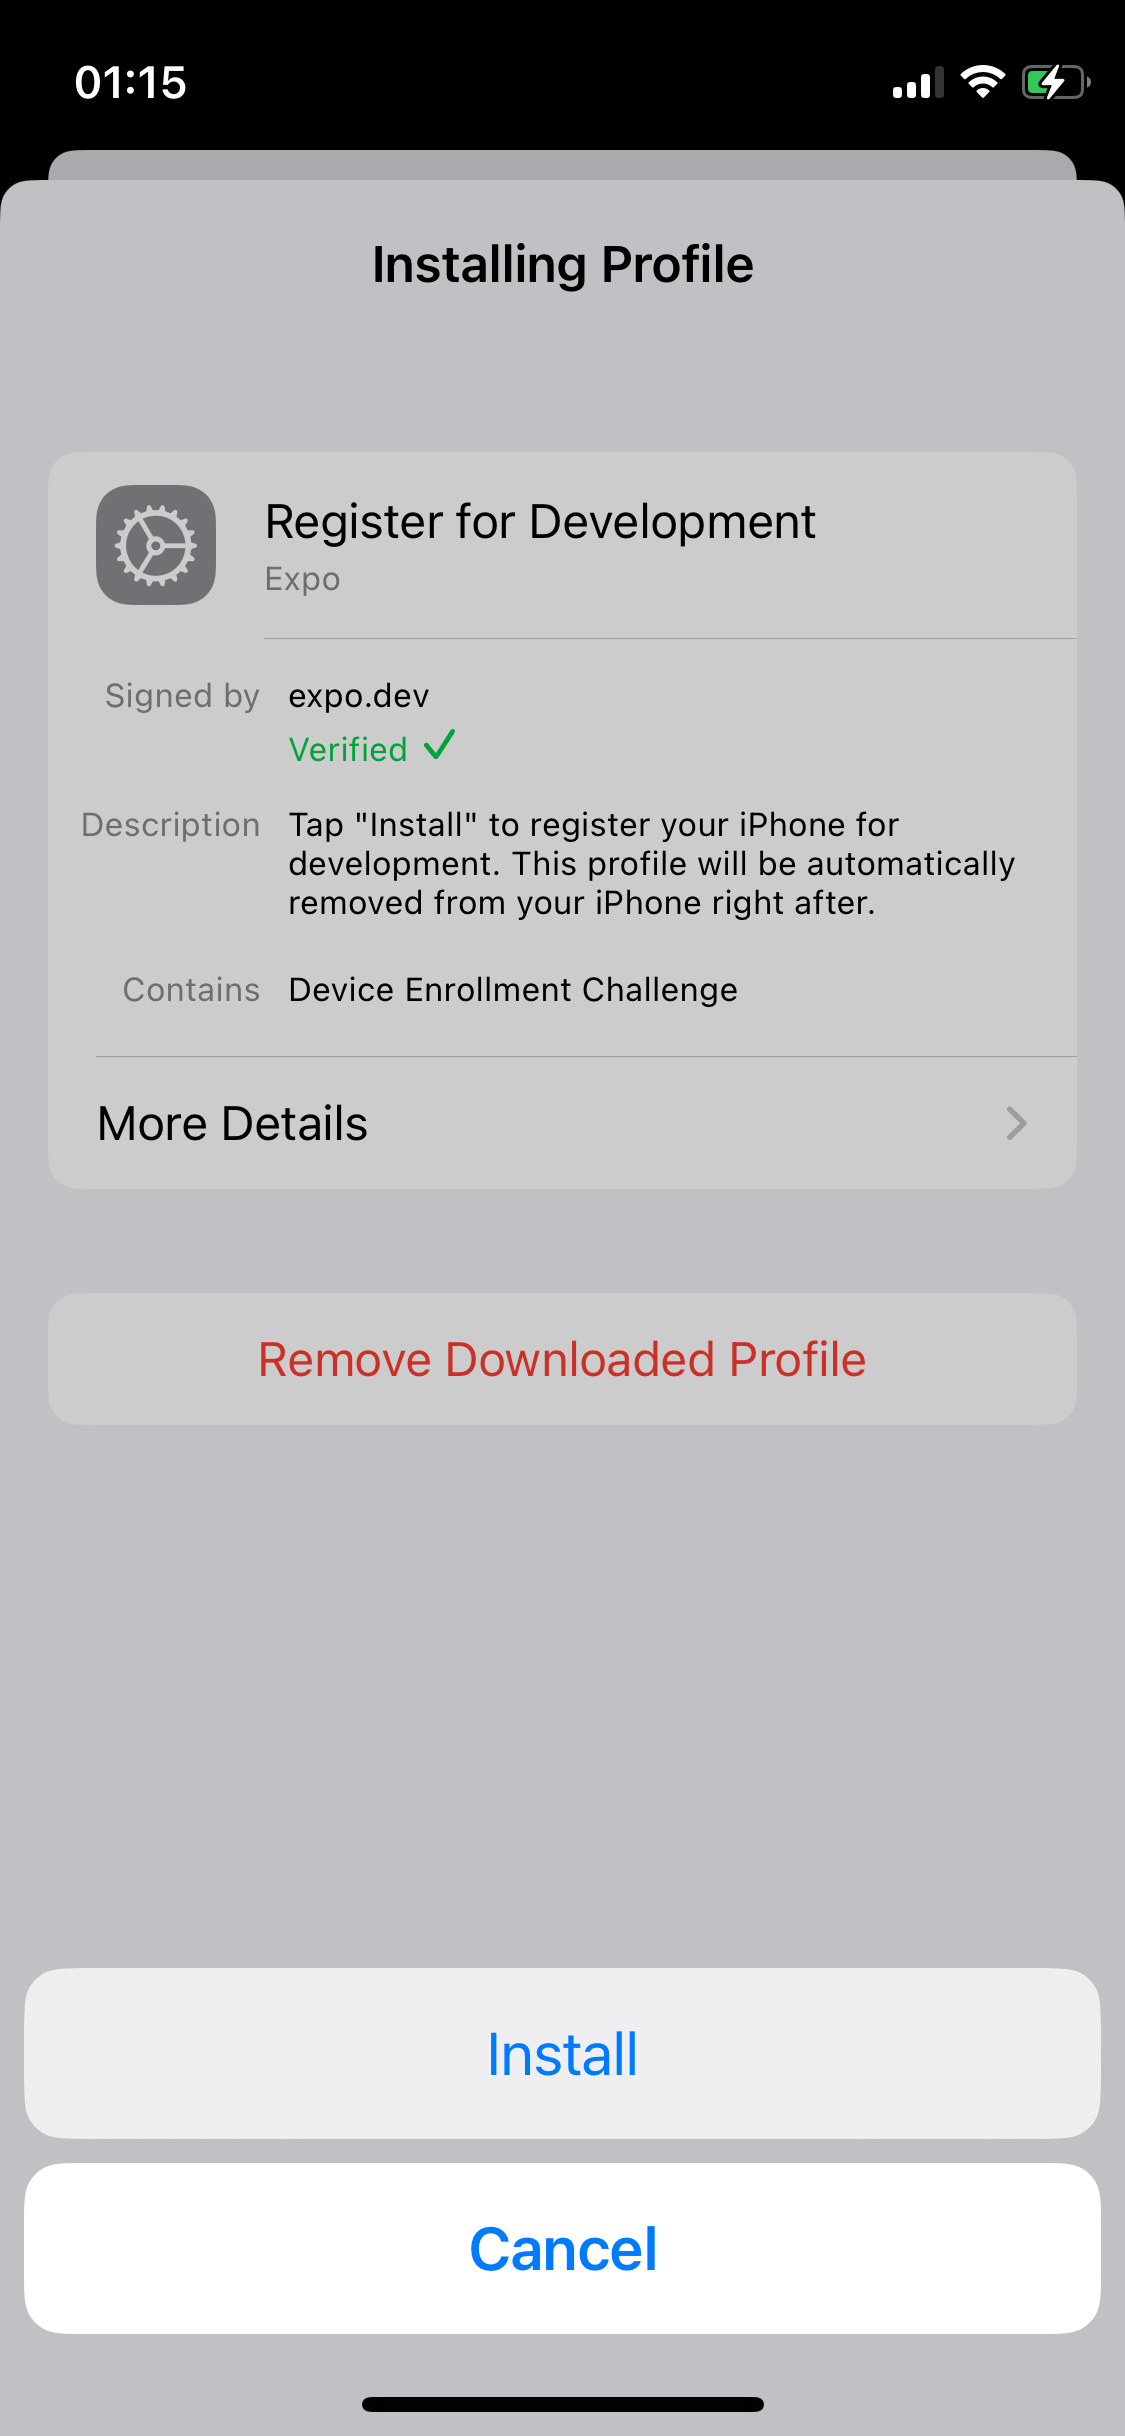 01:15
Installing Profile
Register for Development
Expo
Signed by expo.dev
Verified
Description Tap "Install" to register your iPhone for
development. This profile will be automatically
removed from your iPhone right after.
Contains Device Enrollment Challenge
More Details
Remove Downloaded Profile
Install
Cancel